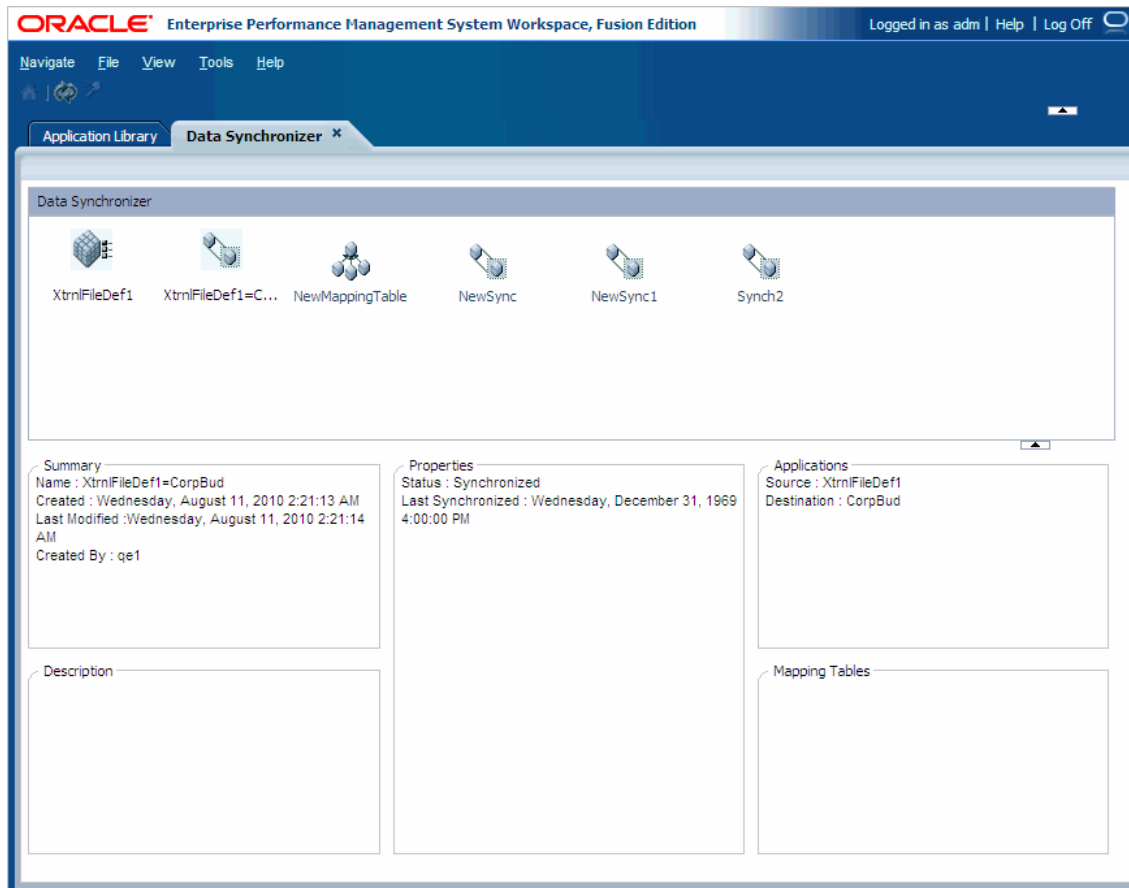 ORACLE® Enterprise Performance Management System Workspace, Fusion Edition Logged in as adm | Help | Log Off
Navigate File View Tools Help
Application Library Data Synchronizer ×
Data Synchronizer
XtrnlFileDef1 XtrnlFileDef1=C... NewMappingTable NewSync NewSync1 Synch2
Summary
Name : XtrnlFileDef1=CorpBud
Created : Wednesday, August 11, 2010 2:21:13 AM
Last Modified :Wednesday, August 11, 2010 2:21:14
AM
Created By : qe1
Properties
Status : Synchronized
Last Synchronized : Wednesday, December 31, 1969
4:00:00 PM
Applications
Source : XtrnlFileDef1
Destination : CorpBud
Description
Mapping Tables